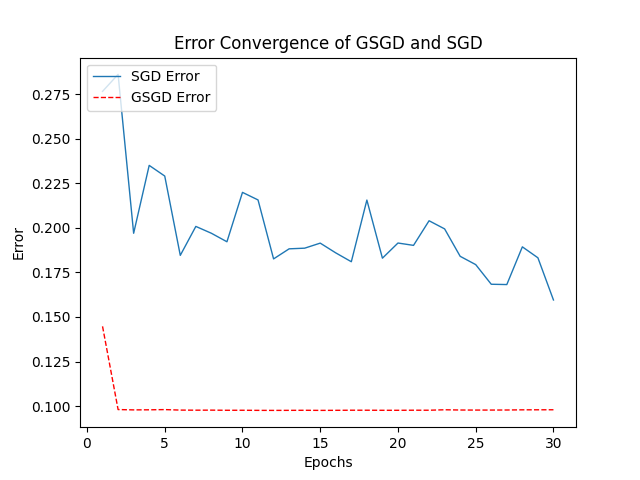 Error Convergence of GSGD and SGD
SGD Error
GSGD Error
0.275
0.250
0.225
0.200
0.175
0.150
0.125
0.100
Error
0 5 10 15 20 25 30
Epochs